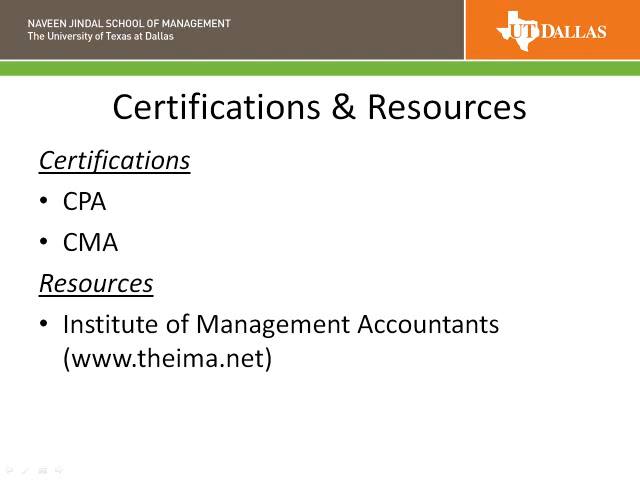 NAVEEN JINDAL SCHOOL OF MANAGEMENT
The University of Texas at Dallas
UT DALLAS
Certifications & Resources
Certifications
• CPA
• CMA
Resources
• Institute of Management Accountants
(www.theima.net)